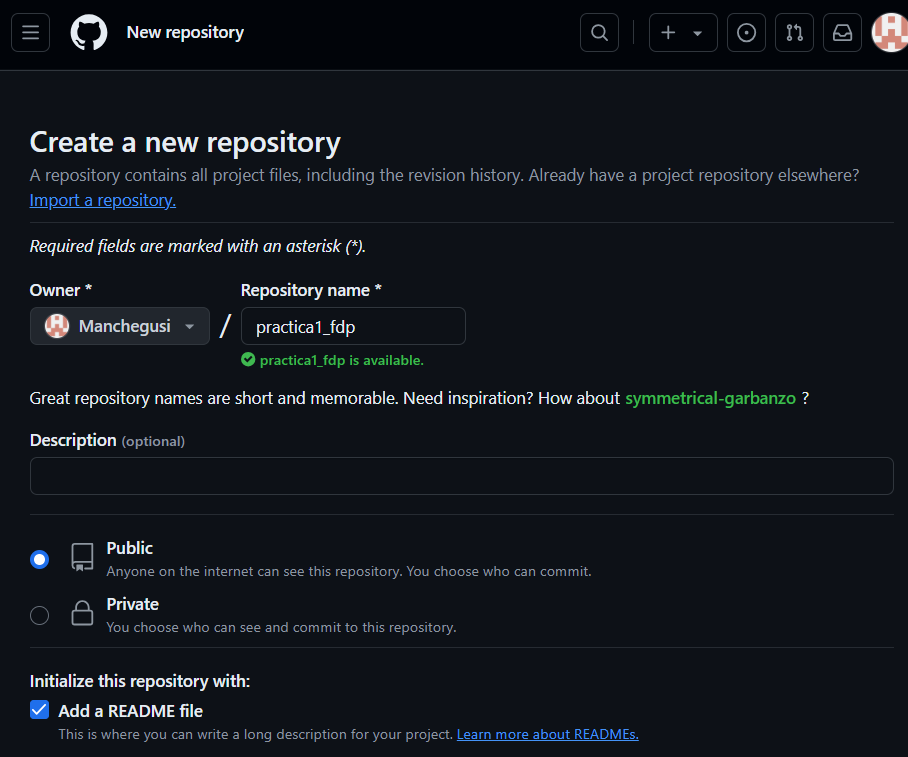 New repository
Create a new repository
A repository contains all project files, including the revision history. Already have a project repository elsewhere?
Import a repository.
Required fields are marked with an asterisk (*).
Owner * Repository name *
Manchegusi / practica1_fdp
practica1_fdp is available.
Great repository names are short and memorable. Need inspiration? How about symmetrical-garbanzo ?
Description (optional)
Public
Anyone on the internet can see this repository. You choose who can commit.
Private
You choose who can see and commit to this repository.
Initialize this repository with:
Add a README file
This is where you can write a long description for your project. Learn more about READMEs.